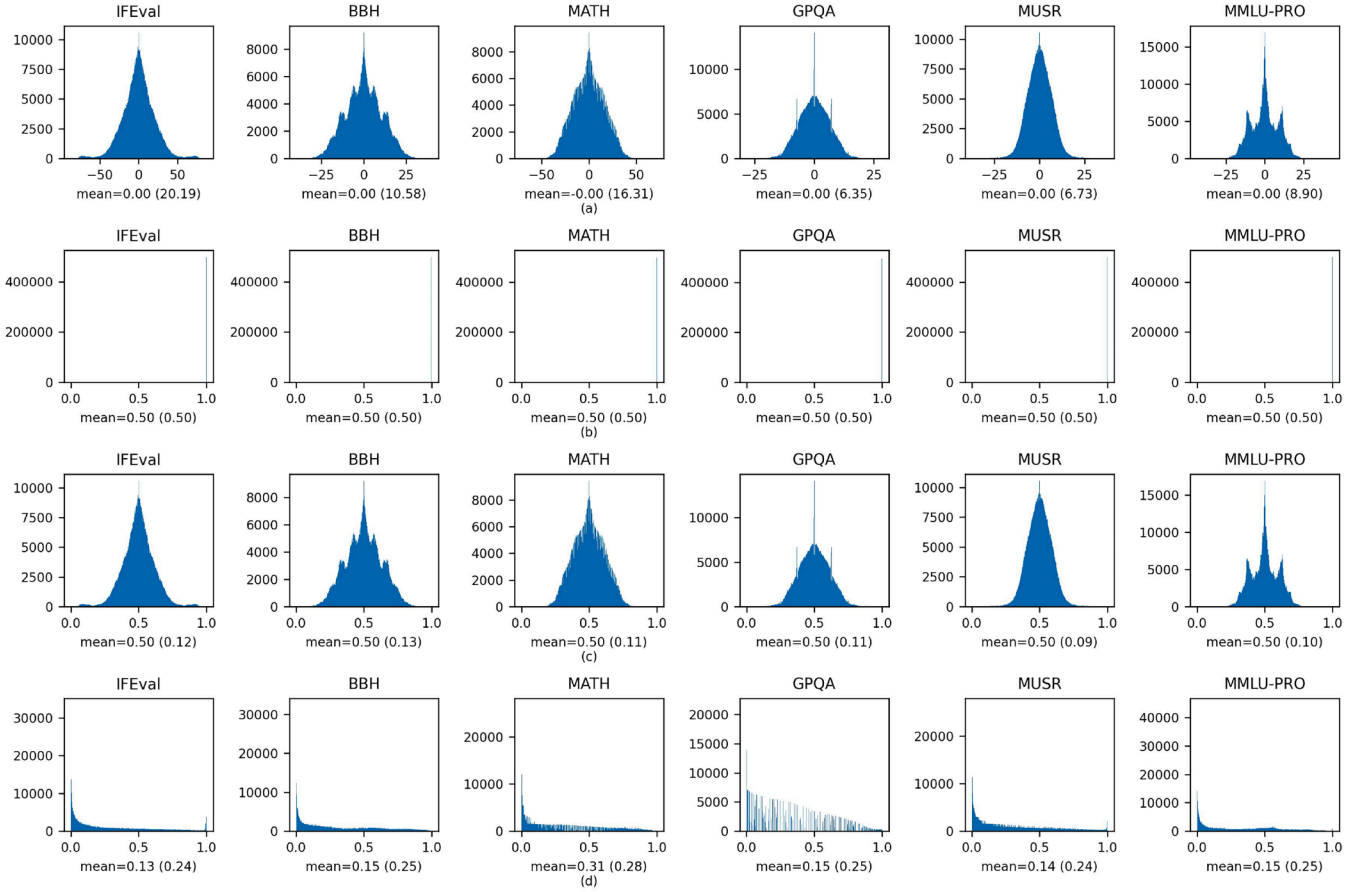 IFEval BBH MATH GPQA MUSR MMLU-PRO
10000 8000 8000 10000 10000 15000
7500 6000 6000 7500 10000
5000 4000 4000 5000 5000 5000
2500 2000 2000 2500
0 0 0 0 0 0
−50 0 50 −25 0 25 −50 0 50 −25 0 25 −25 0 25 −25 0 25
mean=0.00 (20.19) mean=0.00 (10.58) mean=-0.00 (16.31) mean=0.00 (6.35) mean=0.00 (6.73) mean=0.00 (8.90)
(a)
IFEval BBH MATH GPQA MUSR MMLU-PRO
400000 400000 400000 400000 400000 400000
200000 200000 200000 200000 200000 200000
0 0 0 0 0 0
0.0 0.5 1.0 0.0 0.5 1.0 0.0 0.5 1.0 0.0 0.5 1.0 0.0 0.5 1.0 0.0 0.5 1.0
mean=0.50 (0.50) mean=0.50 (0.50) mean=0.50 (0.50) mean=0.50 (0.50) mean=0.50 (0.50) mean=0.50 (0.50)
(b)
IFEval BBH MATH GPQA MUSR MMLU-PRO
10000 8000 8000 10000 10000 15000
7500 6000 6000 7500 10000
5000 4000 4000 5000 5000 5000
2500 2000 2000 2500
0 0 0 0 0 0
0.0 0.5 1.0 0.0 0.5 1.0 0.0 0.5 1.0 0.0 0.5 1.0 0.0 0.5 1.0 0.0 0.5 1.0
mean=0.50 (0.12) mean=0.50 (0.13) mean=0.50 (0.11) mean=0.50 (0.11) mean=0.50 (0.09) mean=0.50 (0.10)
(c)
IFEval BBH MATH GPQA MUSR MMLU-PRO
30000 30000 20000 20000 20000 40000
15000 30000
20000 20000 10000 10000 10000 20000
10000 10000 5000 10000
0 0 0 0 0 0
0.0 0.5 1.0 0.0 0.5 1.0 0.0 0.5 1.0 0.0 0.5 1.0 0.0 0.5 1.0 0.0 0.5 1.0
mean=0.13 (0.24) mean=0.15 (0.25) mean=0.31 (0.28) mean=0.15 (0.25) mean=0.14 (0.24) mean=0.15 (0.25)
(d)